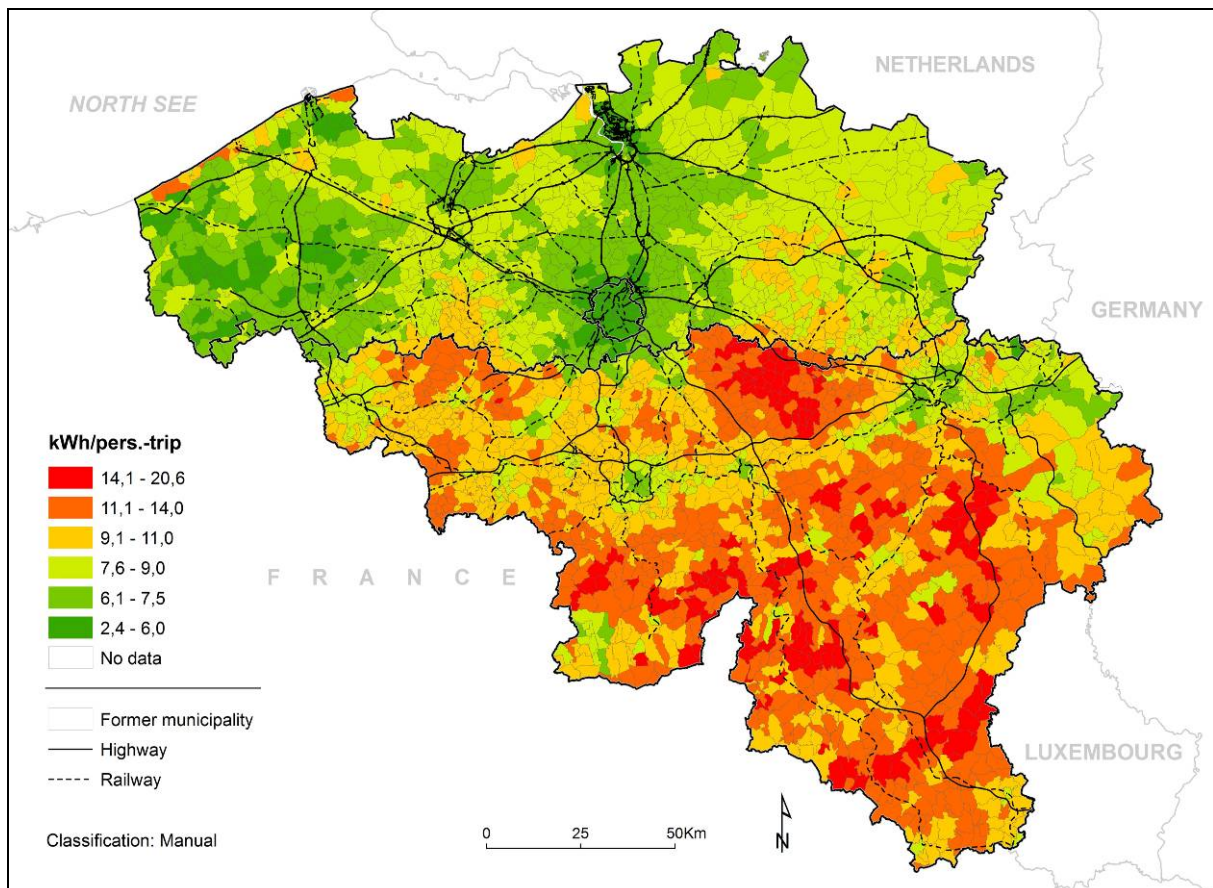 NETHERLANDS
NORTH SEE
GERMANY
kWh/pers.-trip
14,1 - 20,6
11,1 - 14,0
9,1 - 11,0
7,6 - 9,0
6,1 - 7,5
2,4 - 6,0
No data
FRANCE
Former municipality
Highway
Railway
LUXEMBOURG
Classification: Manual
0 25 50Km
N